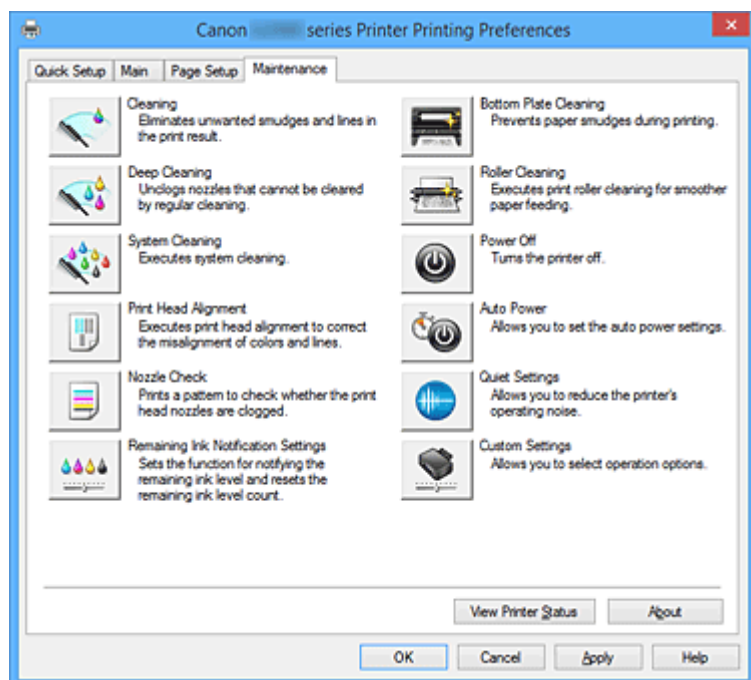 Canon series Printer Printing Preferences
Quick Setup Main Page Setup Maintenance
Cleaning
Eliminates unwanted smudges and lines in
the print result.
Deep Cleaning
Unclogs nozzles that cannot be cleared
by regular cleaning.
System Cleaning
Executes system cleaning.
Print Head Alignment
Executes print head alignment to correct
the misalignment of colors and lines.
Nozzle Check
Prints a pattern to check whether the print
head nozzles are clogged.
Remaining Ink Notification Settings
Sets the function for notifying the
remaining ink level and resets the
remaining ink level count.
Bottom Plate Cleaning
Prevents paper smudges during printing.
Roller Cleaning
Executes print roller cleaning for smoother
paper feeding.
Power Off
Turns the printer off.
Auto Power
Allows you to set the auto power settings.
Quiet Settings
Allows you to reduce the printer's
operating noise.
Custom Settings
Allows you to select operation options.
View Printer Status About
OK Cancel Apply Help